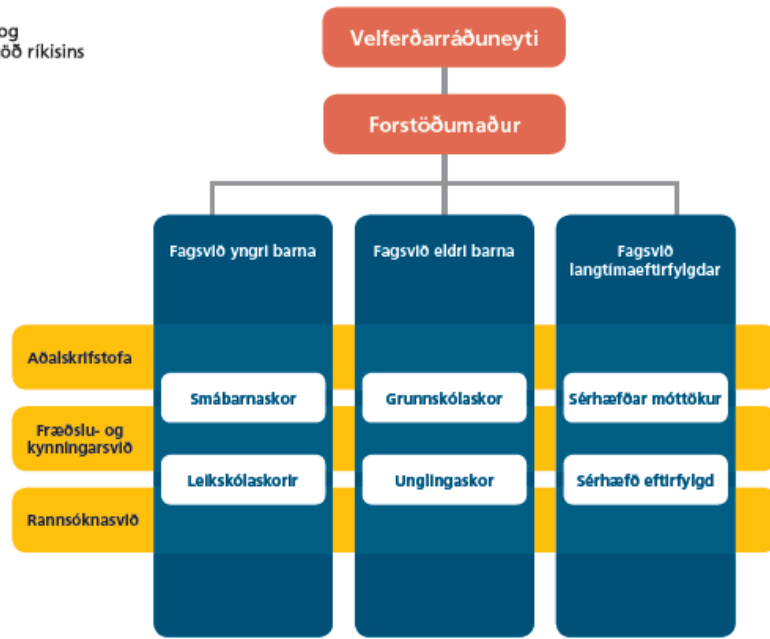 og
öð ríkisins
Velferðarráðuneyti
Forstöðumaður
Fagsvið yngri barna
Fagsvið eldri barna
Fagsvið
langtímaeftirfylgdar
Aðalskrifstofa
Smábarnaskor
Grunnskólaskor
Sérhæfðar móttökur
Fræðslu- og
kynningarsvið
Leikskólaskorir
Unglingaskor
Sérhæfð eftirfylgd
Rannsóknasvið